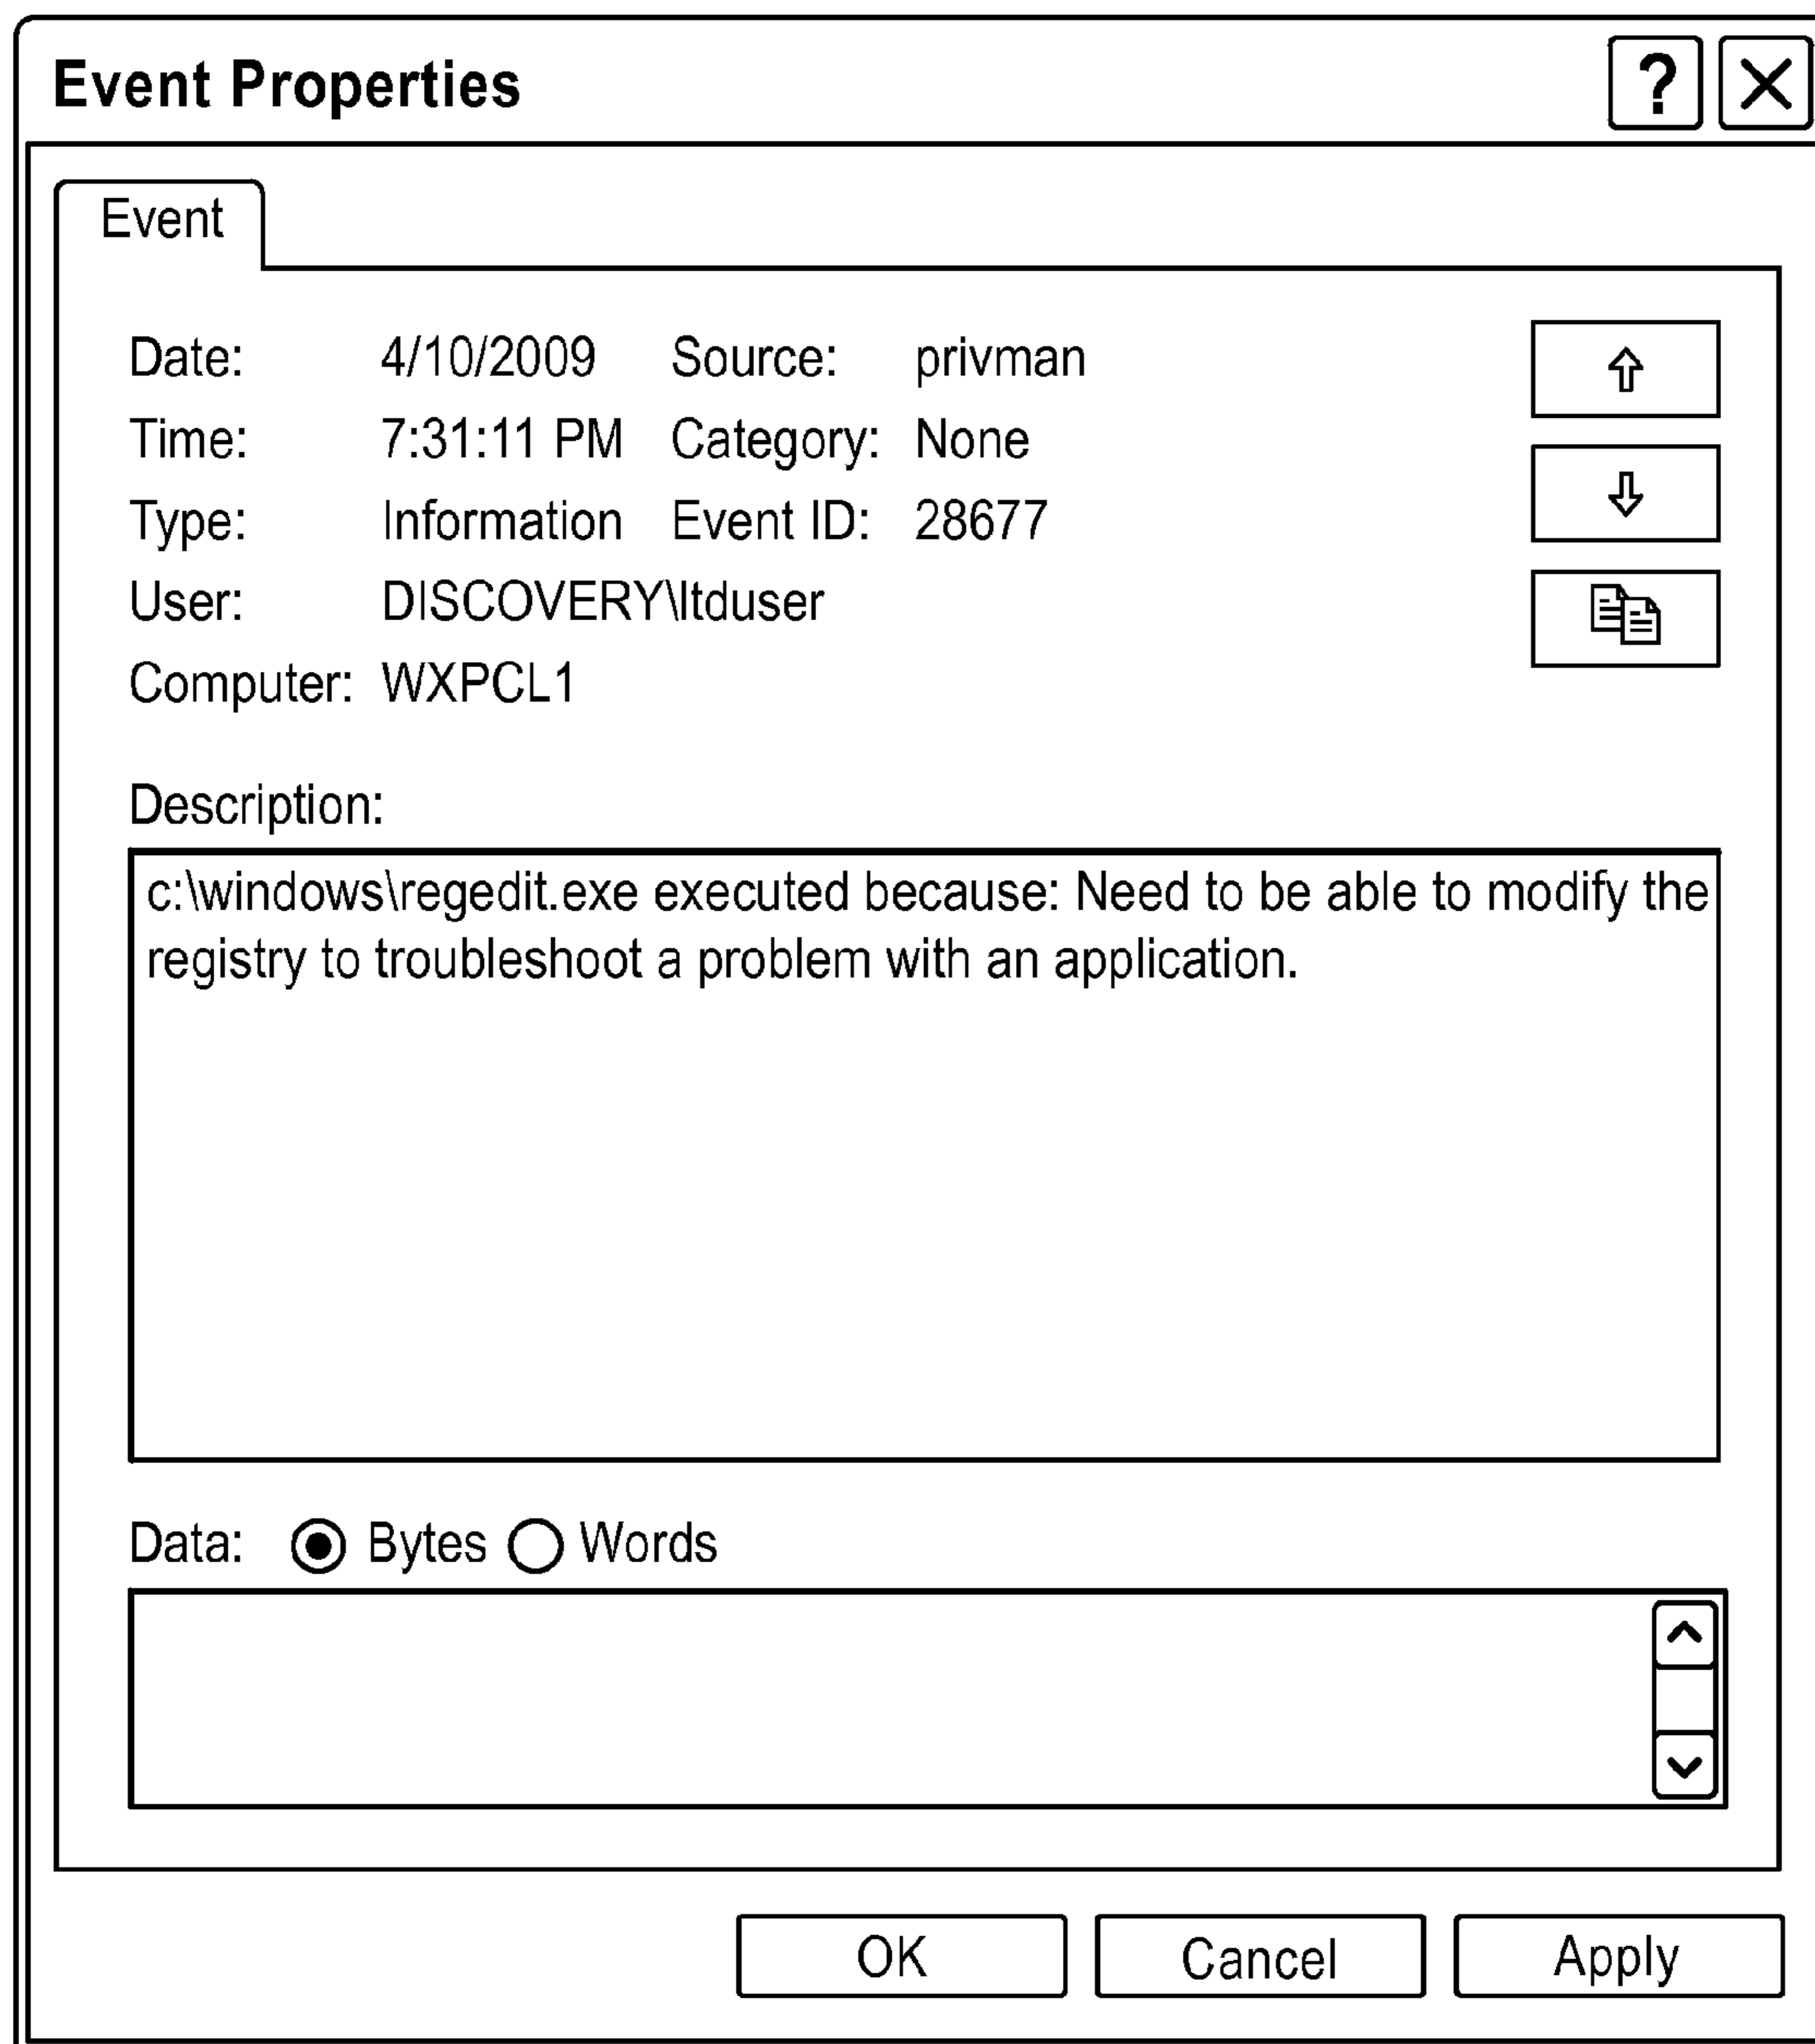 Event Properties ? X
Event
Date: 4/10/2009 Source: privman
Time: 7:31:11 PM Category: None
Type: Information Event ID: 28677
User: DISCOVERY\ltduser
Computer: WXPCL1
Description:
c:\windows\regedit.exe executed because: Need to be able to modify the
registry to troubleshoot a problem with an application.
Data: Bytes Words
OK Cancel Apply